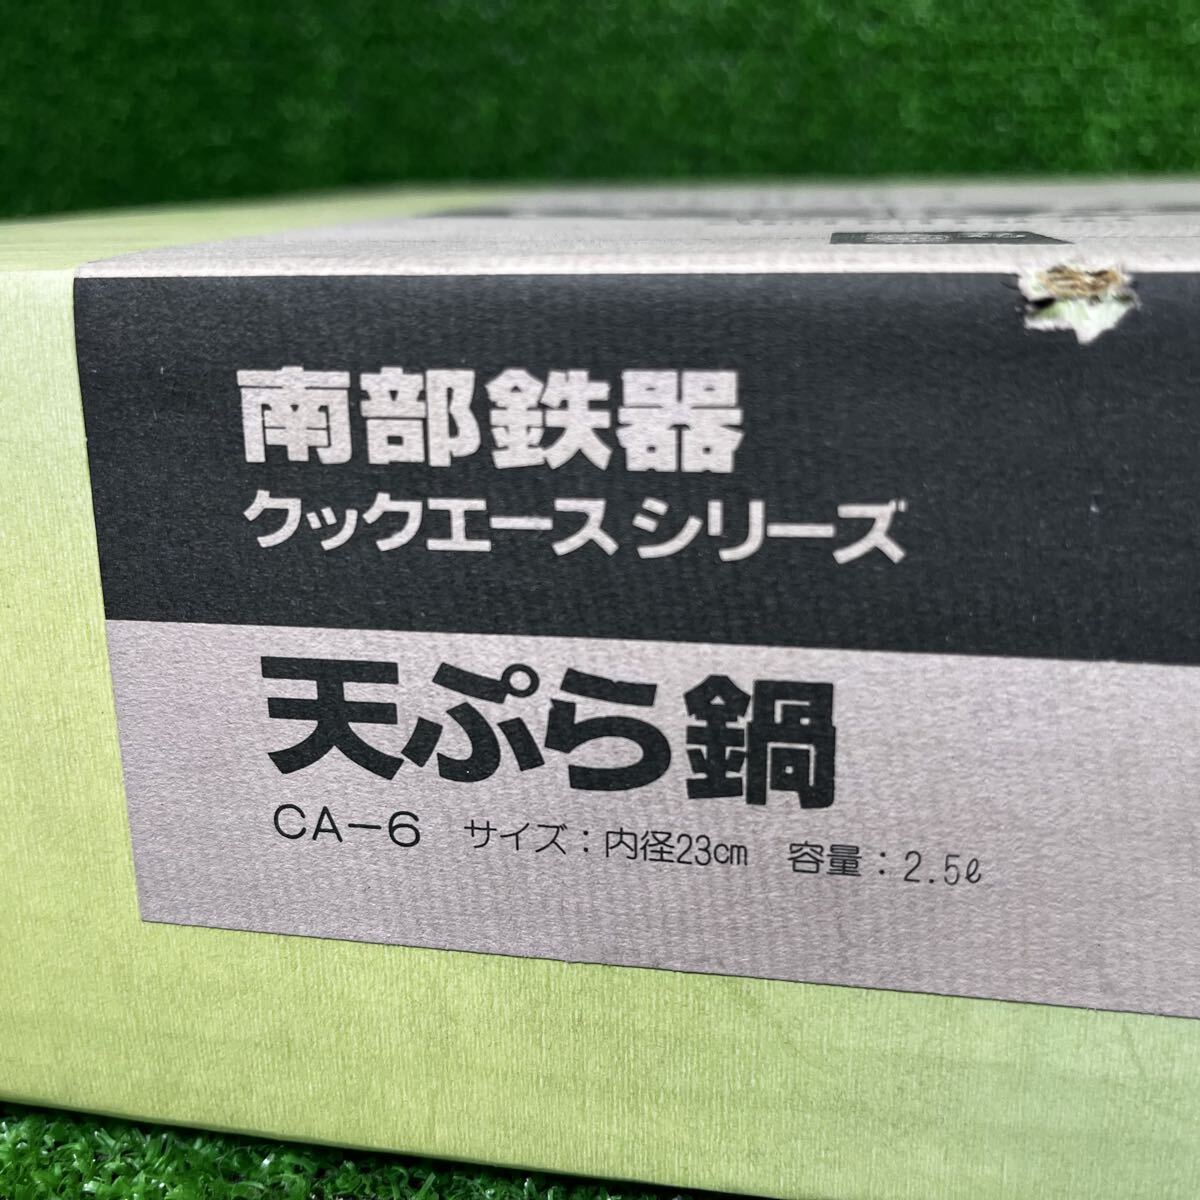 南部鉄器
クックエースシリーズ
天ぷら鍋
CA-6 サイズ：内径23cm 容量：2.5ℓ